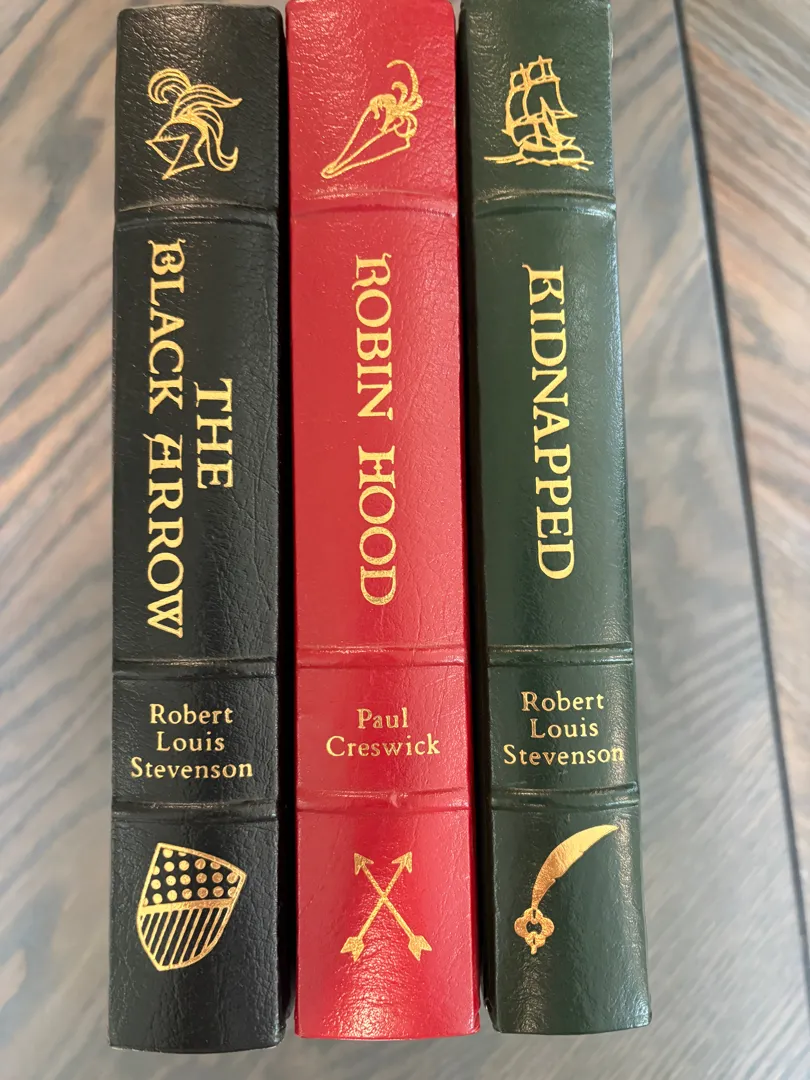 THE
BLACK ARROW
Robert
Louis
Stevenson
ROBIN HOOD
Paul
Creswick
KIDNAPPED
Robert
Louis
Stevenson